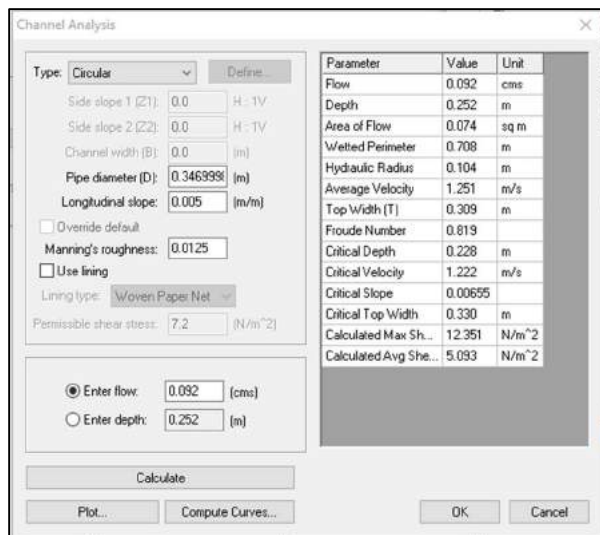 Channel Analysis
Type: Circular Define...
Side slope 1 (Z1): 0.0 H : 1V
Side slope 2 (Z2): 0.0 H : 1V
Channel width (B): 0.0 (m)
Pipe diameter (D): 0.3469998 (m)
Longitudinal slope: 0.005 (m/m)
Override default
Manning's roughness: 0.0125
Use lining
Lining type: Woven Paper Net
Permissible shear stress: 7.2 (N/m^2)
Enter flow: 0.092 (cms)
Enter depth: 0.252 (m)
Calculate
Plot... Compute Curves...
Parameter Value Unit
Flow 0.092 cms
Depth 0.252 m
Area of Flow 0.074 sq m
Wetted Perimeter 0.708 m
Hydraulic Radius 0.104 m
Average Velocity 1.251 m/s
Top Width (T) 0.309 m
Froude Number 0.819
Critical Depth 0.228 m
Critical Velocity 1.222 m/s
Critical Slope 0.00655
Critical Top Width 0.330 m
Calculated Max Sh... 12.351 N/m^2
Calculated Avg She... 5.093 N/m^2
OK Cancel